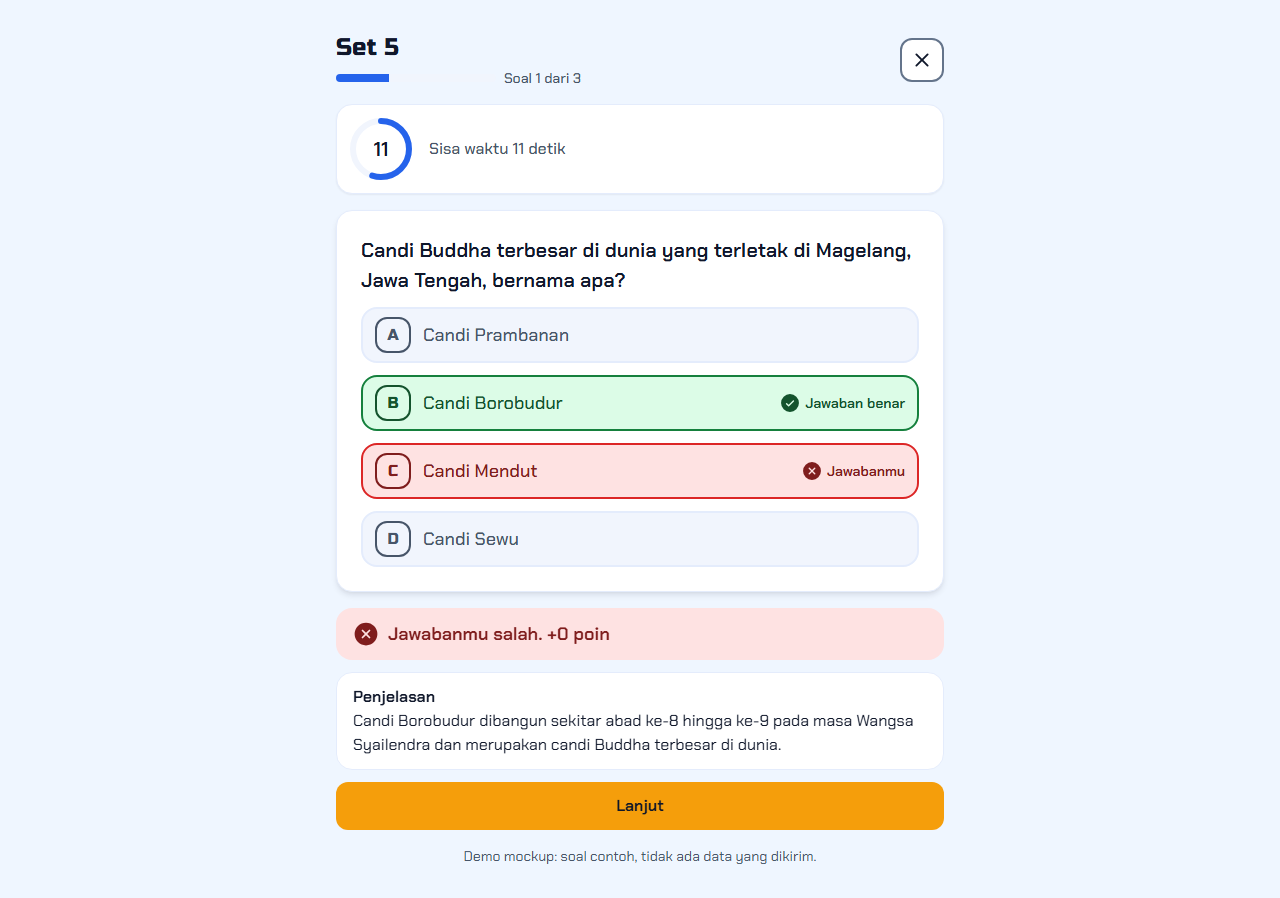 Set 5
Soal 1 dari 3
11
Sisa waktu 11 detik
Candi Buddha terbesar di dunia yang terletak di Magelang,
Jawa Tengah, bernama apa?
A Candi Prambanan
B Candi Borobudur Jawaban benar
C Candi Mendut Jawabanmu
D Candi Sewu
Jawabanmu salah. +0 poin
Penjelasan
Candi Borobudur dibangun sekitar abad ke-8 hingga ke-9 pada masa Wangsa
Syailendra dan merupakan candi Buddha terbesar di dunia.
Lanjut
Demo mockup: soal contoh, tidak ada data yang dikirim.